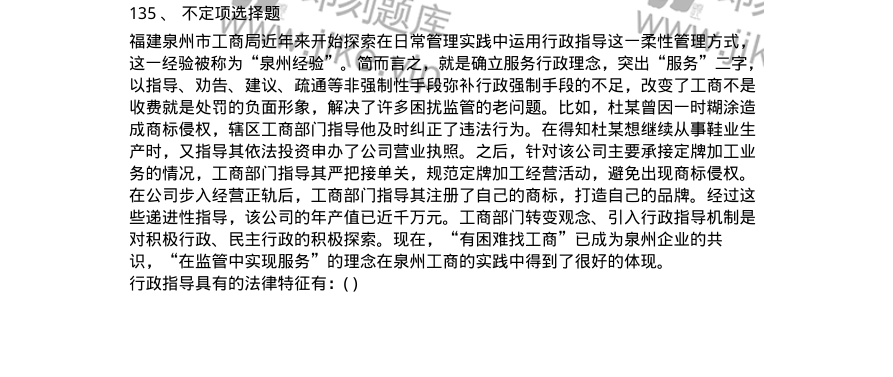 135 、 不定项选择题
福建泉州市工商局近年来开始探索在日常管理实践中运用行政指导这一柔性管理方式，
这一经验被称为“泉州经验”。简而言之，就是确立服务行政理念，突出“服务”二字，
以指导、劝告、建议、疏通等非强制性手段弥补行政强制手段的不足，改变了工商不是
收费就是处罚的负面形象，解决了许多困扰监管的老问题。比如，杜某曾因一时糊涂造
成商标侵权，辖区工商部门指导他及时纠正了违法行为。在得知杜某想继续从事鞋业生
产时，又指导其依法投资申办了公司营业执照。之后，针对该公司主要承接定牌加工业
务的情况，工商部门指导其严把接单关，规范定牌加工经营活动，避免出现商标侵权。
在公司步入经营正轨后，工商部门指导其注册了自己的商标，打造自己的品牌。经过这
些递进性指导，该公司的年产值已近千万元。工商部门转变观念、引入行政指导机制是
对积极行政、民主行政的积极探索。现在，“有困难找工商”已成为泉州企业的共
识，“在监管中实现服务”的理念在泉州工商的实践中得到了很好的体现。
行政指导具有的法律特征有：( )